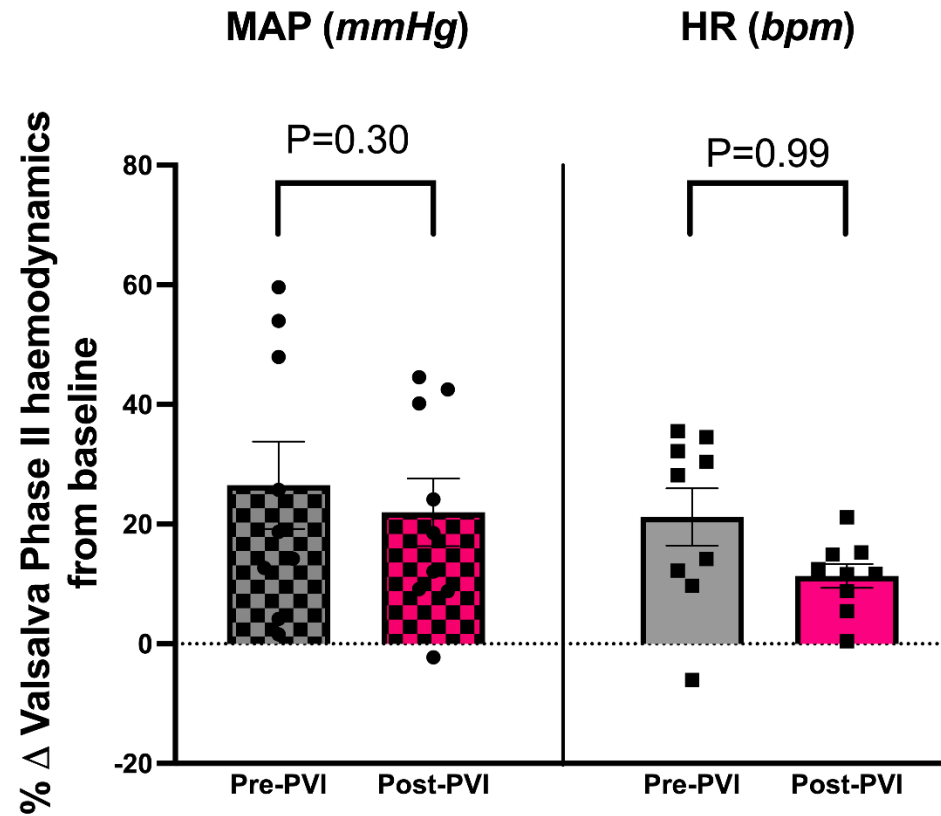 MAP (mmHg)
HR (bpm)
% Δ Valsalva Phase II haemodynamics
from baseline
P=0.30
P=0.99
80
60
40
20
0
-20
Pre-PVI
Post-PVI
Pre-PVI
Post-PVI